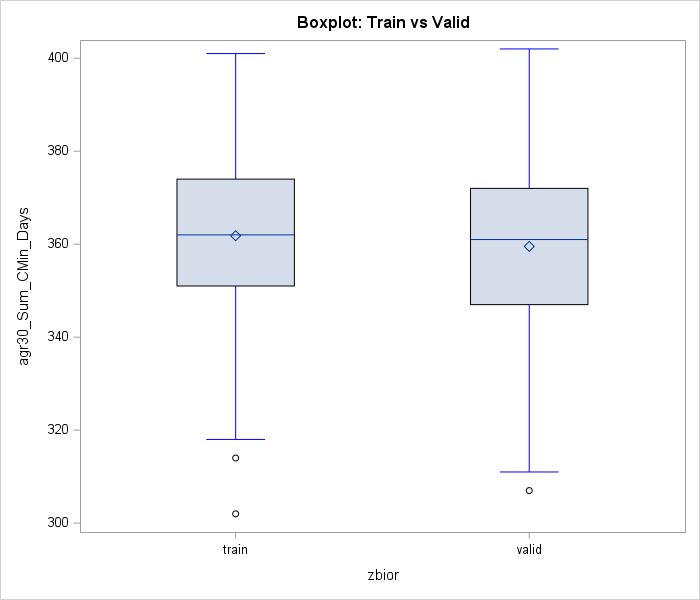 Boxplot: Train vs Valid
agr30_Sum_CMin_Days
400
380
360
340
320
300
train
valid
zbior